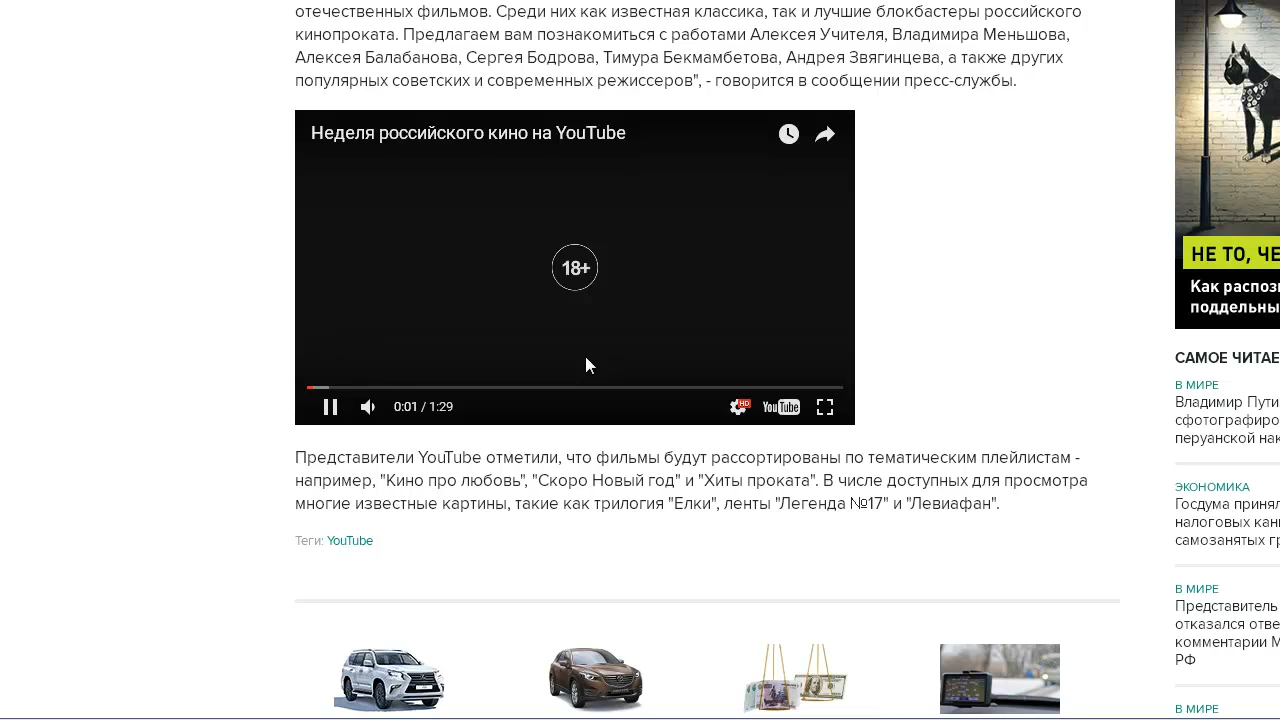 отечественных фильмов. Среди них как известная классика, так и лучшие блокбастеры российского
кинопроката. Предлагаем вам познакомиться с работами Алексея Учителя, Владимира Меньшова,
Алексея Балабанова, Сергея Бодрова, Тимура Бекмамбетова, Андрея Звягинцева, а также других
популярных советских и современных режиссеров", - говорится в сообщении пресс-службы.
Неделя российского кино на YouTube
18+
0:01 / 1:29
HD
YouTube
Представители YouTube отметили, что фильмы будут рассортированы по тематическим плейлистам -
например, "Кино про любовь", "Скоро Новый год" и "Хиты проката". В числе доступных для просмотра
многие известные картины, такие как трилогия "Елки", ленты "Легенда №17" и "Левиафан".
Теги: YouTube
НЕ ТО, ЧЕ
Как распоз
поддельны
САМОЕ ЧИТАЕ
В МИРЕ
Владимир Пути
сфотографиро
перуанской нак
ЭКОНОМИКА
Госдума принял
налоговых кани
самозанятых гр
В МИРЕ
Представитель
отказался отве
комментарии М
РФ
В МИРЕ